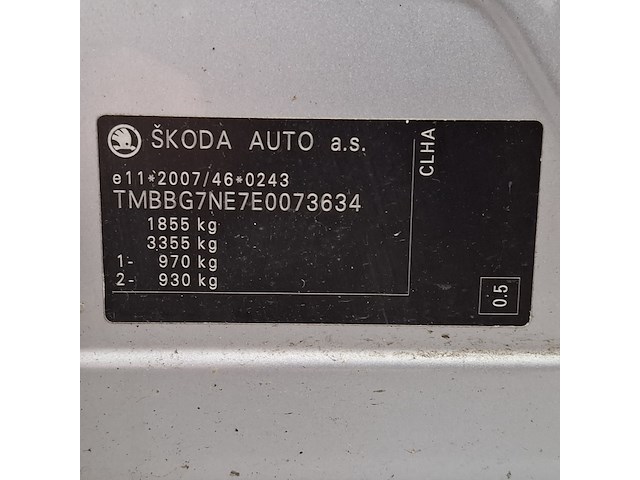 ŠKODA AUTO a.s.
e11*2007/46*0243
TMBBG7NE7E0073634
1855 kg
3355 kg
1- 970 kg
2- 930 kg
CLHA
0.5